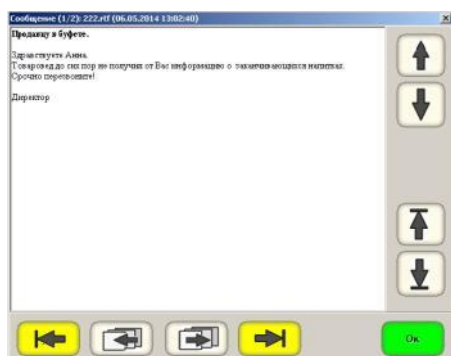 Сообщение (1/2): 222.rtf (06.05.2014 13:02:40)
Продавцу в буфете.
Здравствуете Анна.
Товаровед до сих пор не получил от Вас информацию о заканчивающихся напитках.
Срочно перезвоните!
Директор
Ок